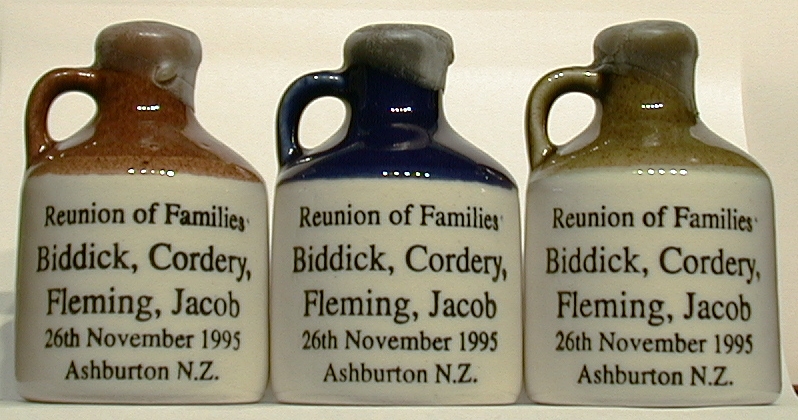 Reunion of Families
Biddick, Cordery,
Fleming, Jacob
26th November 1995
Ashburton N.Z.
Reunion of Families
Biddick, Cordery,
Fleming, Jacob
26th November 1995
Ashburton N.Z.
Reunion of Families
Biddick, Cordery,
Fleming, Jacob
26th November 1995
Ashburton N.Z.